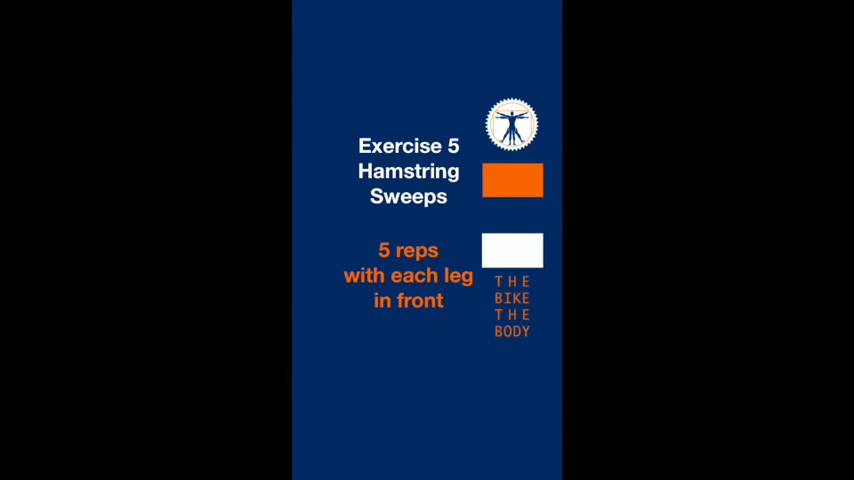 Exercise 5
Hamstring
Sweeps
5 reps
with each leg
in front
THE
BIKE
THE
BODY